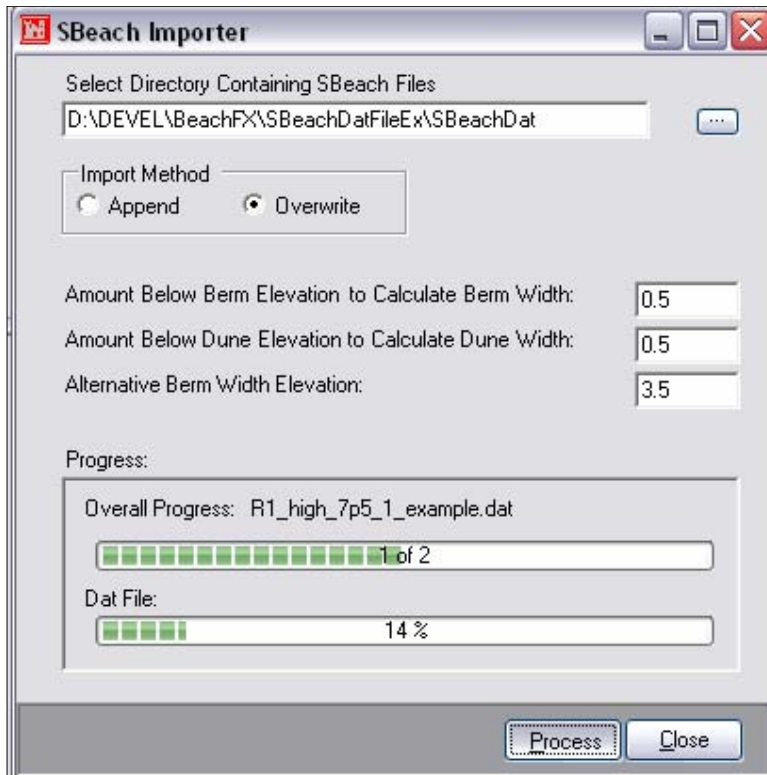 SBeach Importer
Select Directory Containing SBeach Files
D:\DEVEL\BeachFX\SBeachDatFileEx\SBeachDat
...
Import Method
Append Overwrite
Amount Below Berm Elevation to Calculate Berm Width: 0.5
Amount Below Dune Elevation to Calculate Dune Width: 0.5
Alternative Berm Width Elevation: 3.5
Progress:
Overall Progress: R1_high_7p5_1_example.dat
1 of 2
Dat File:
14 %
Process Close